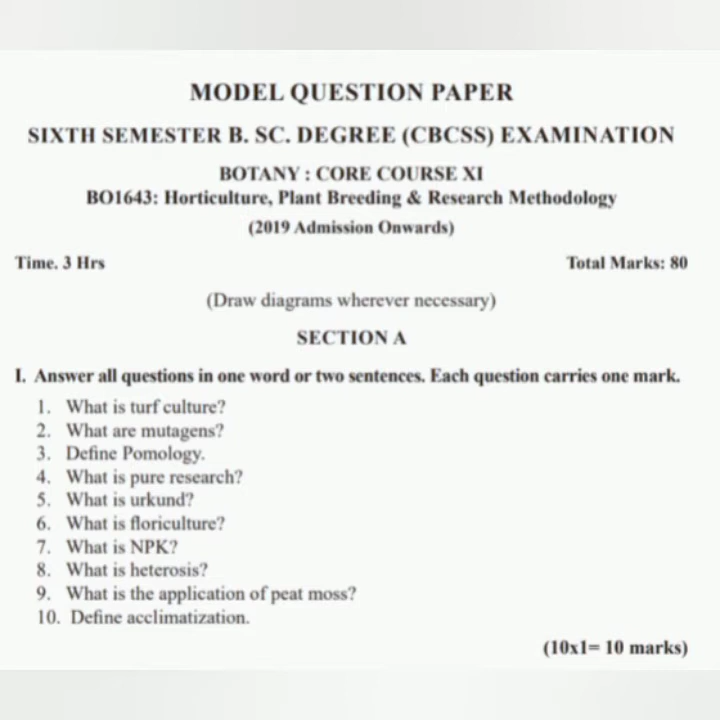 MODEL QUESTION PAPER
SIXTH SEMESTER B. SC. DEGREE (CBCSS) EXAMINATION
BOTANY : CORE COURSE XI
BO1643: Horticulture, Plant Breeding & Research Methodology
(2019 Admission Onwards)
Time. 3 Hrs Total Marks: 80
(Draw diagrams wherever necessary)
SECTION A
I. Answer all questions in one word or two sentences. Each question carries one mark.
1. What is turf culture?
2. What are mutagens?
3. Define Pomology.
4. What is pure research?
5. What is urkund?
6. What is floriculture?
7. What is NPK?
8. What is heterosis?
9. What is the application of peat moss?
10. Define acclimatization.
(10x1= 10 marks)